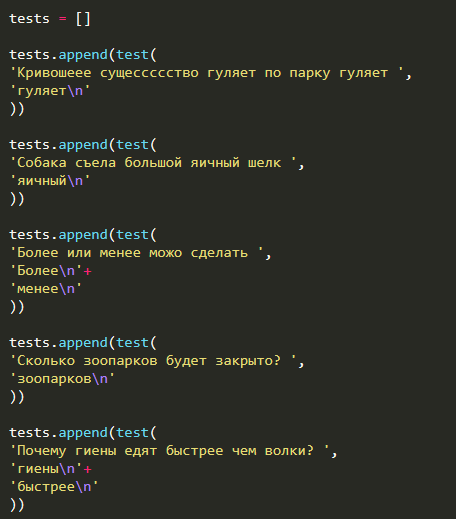 tests = []
tests.append(test(
'Кривошеее сущессссство гуляет по парку гуляет ',
'гуляет\n'
))
tests.append(test(
'Собака съела большой яичный шелк ',
'яичный\n'
))
tests.append(test(
'Более или менее можо сделать ',
'Более\n'+
'менее\n'
))
tests.append(test(
'Сколько зоопарков будет закрыто? ',
'зоопарков\n'
))
tests.append(test(
'Почему гиены едят быстрее чем волки? ',
'гиены\n'+
'быстрее\n'
))